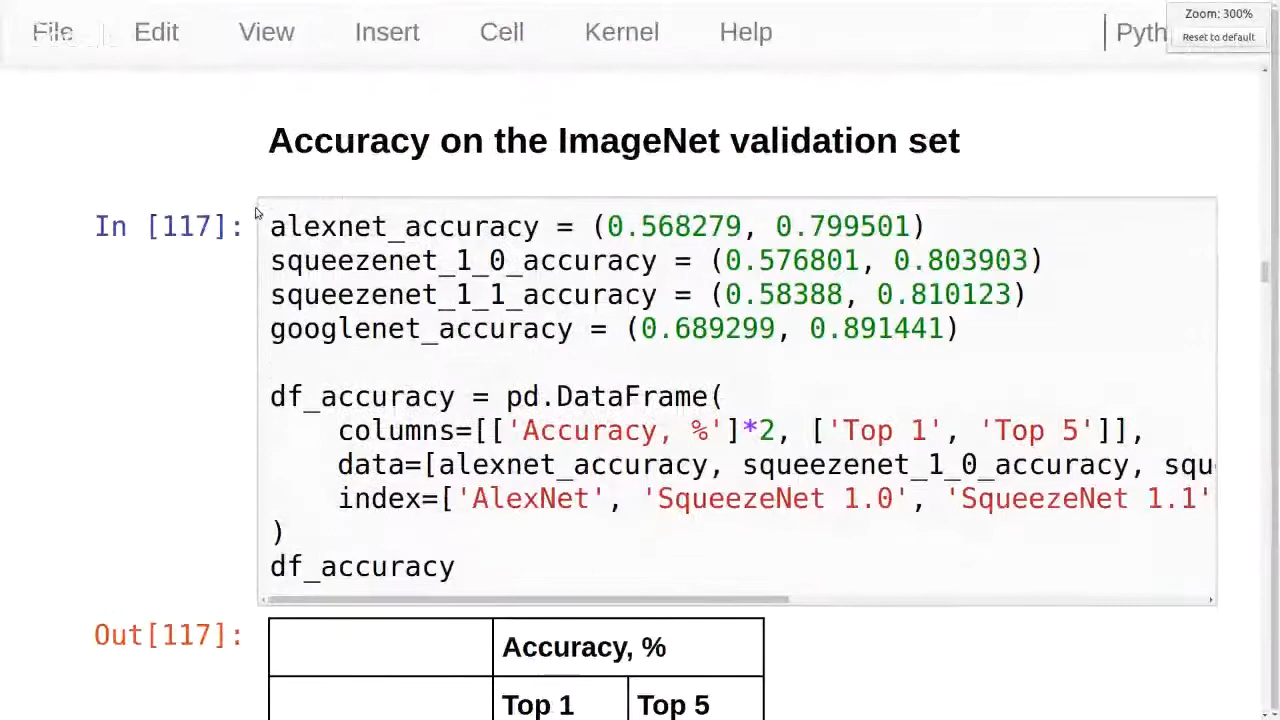 File Edit View Insert Cell Kernel Help Pyth
Zoom: 300%
Reset to default
Accuracy on the ImageNet validation set
In [117]:
alexnet_accuracy = (0.568279, 0.799501)
squeezenet_1_0_accuracy = (0.576801, 0.803903)
squeezenet_1_1_accuracy = (0.58388, 0.810123)
googlenet_accuracy = (0.689299, 0.891441)
df_accuracy = pd.DataFrame(
columns=[['Accuracy, %']*2, ['Top 1', 'Top 5']],
data=[alexnet_accuracy, squeezenet_1_0_accuracy, squ
index=['AlexNet', 'SqueezeNet 1.0', 'SqueezeNet 1.1'
)
df_accuracy
Out[117]:
Accuracy, %
Top 1 Top 5